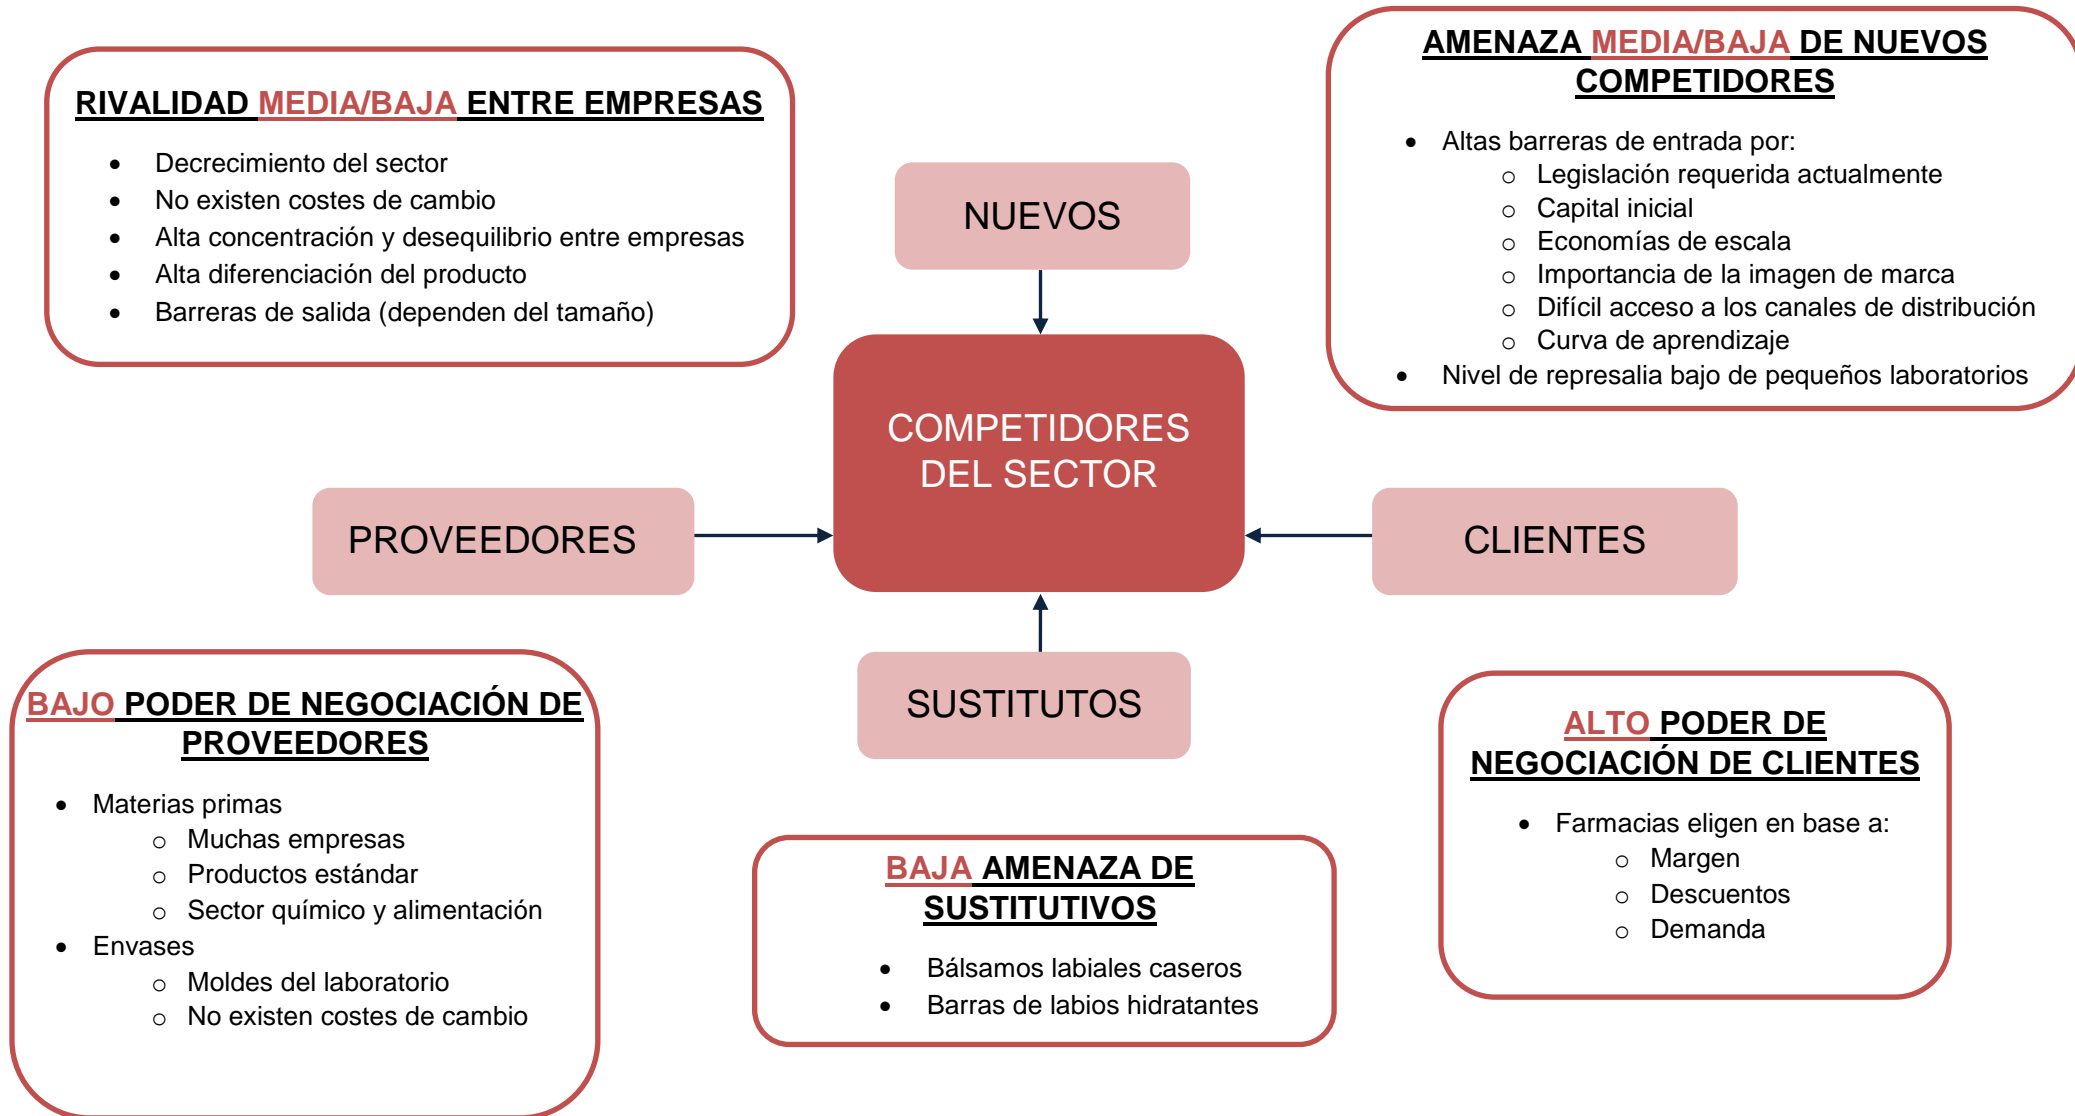 RIVALIDAD MEDIA/BAJA ENTRE EMPRESAS
• Decrecimiento del sector
• No existen costes de cambio
• Alta concentración y desequilibrio entre empresas
• Alta diferenciación del producto
• Barreras de salida (dependen del tamaño)
AMENAZA MEDIA/BAJA DE NUEVOS
COMPETIDORES
• Altas barreras de entrada por:
o Legislación requerida actualmente
o Capital inicial
o Economías de escala
o Importancia de la imagen de marca
o Difícil acceso a los canales de distribución
o Curva de aprendizaje
• Nivel de represalia bajo de pequeños laboratorios
NUEVOS
COMPETIDORES
DEL SECTOR
PROVEEDORES
CLIENTES
SUSTITUTOS
BAJO PODER DE NEGOCIACIÓN DE
PROVEEDORES
• Materias primas
o Muchas empresas
o Productos estándar
o Sector químico y alimentación
• Envases
o Moldes del laboratorio
o No existen costes de cambio
BAJA AMENAZA DE
SUSTITUTIVOS
• Bálsamos labiales caseros
• Barras de labios hidratantes
ALTO PODER DE
NEGOCIACIÓN DE CLIENTES
• Farmacias eligen en base a:
o Margen
o Descuentos
o Demanda